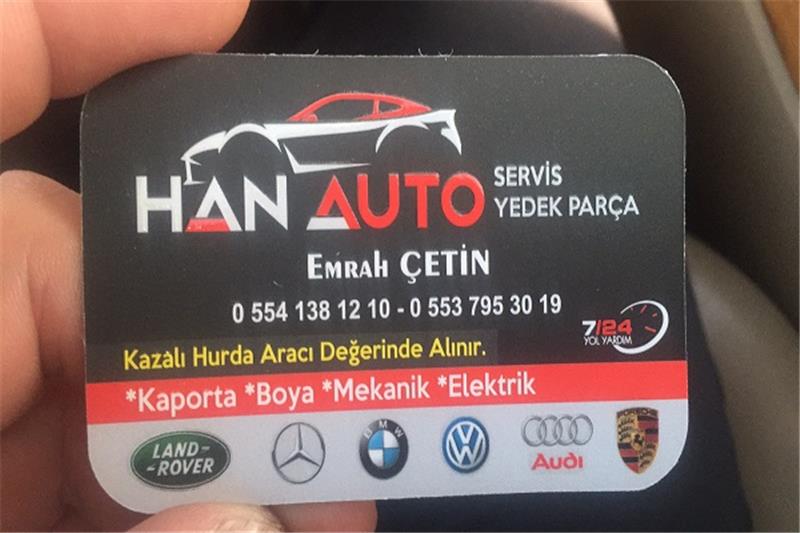 HAN AUTO
SERVİS
YEDEK PARÇA
EMRAH ÇETİN
0 554 138 12 10 - 0 553 795 30 19
7/24
YOL YARDIM
Kazalı Hurda Aracı Değerinde Alınır.
*Kaporta *Boya *Mekanik *Elektrik
LAND-
-ROVER
BMW
Audi